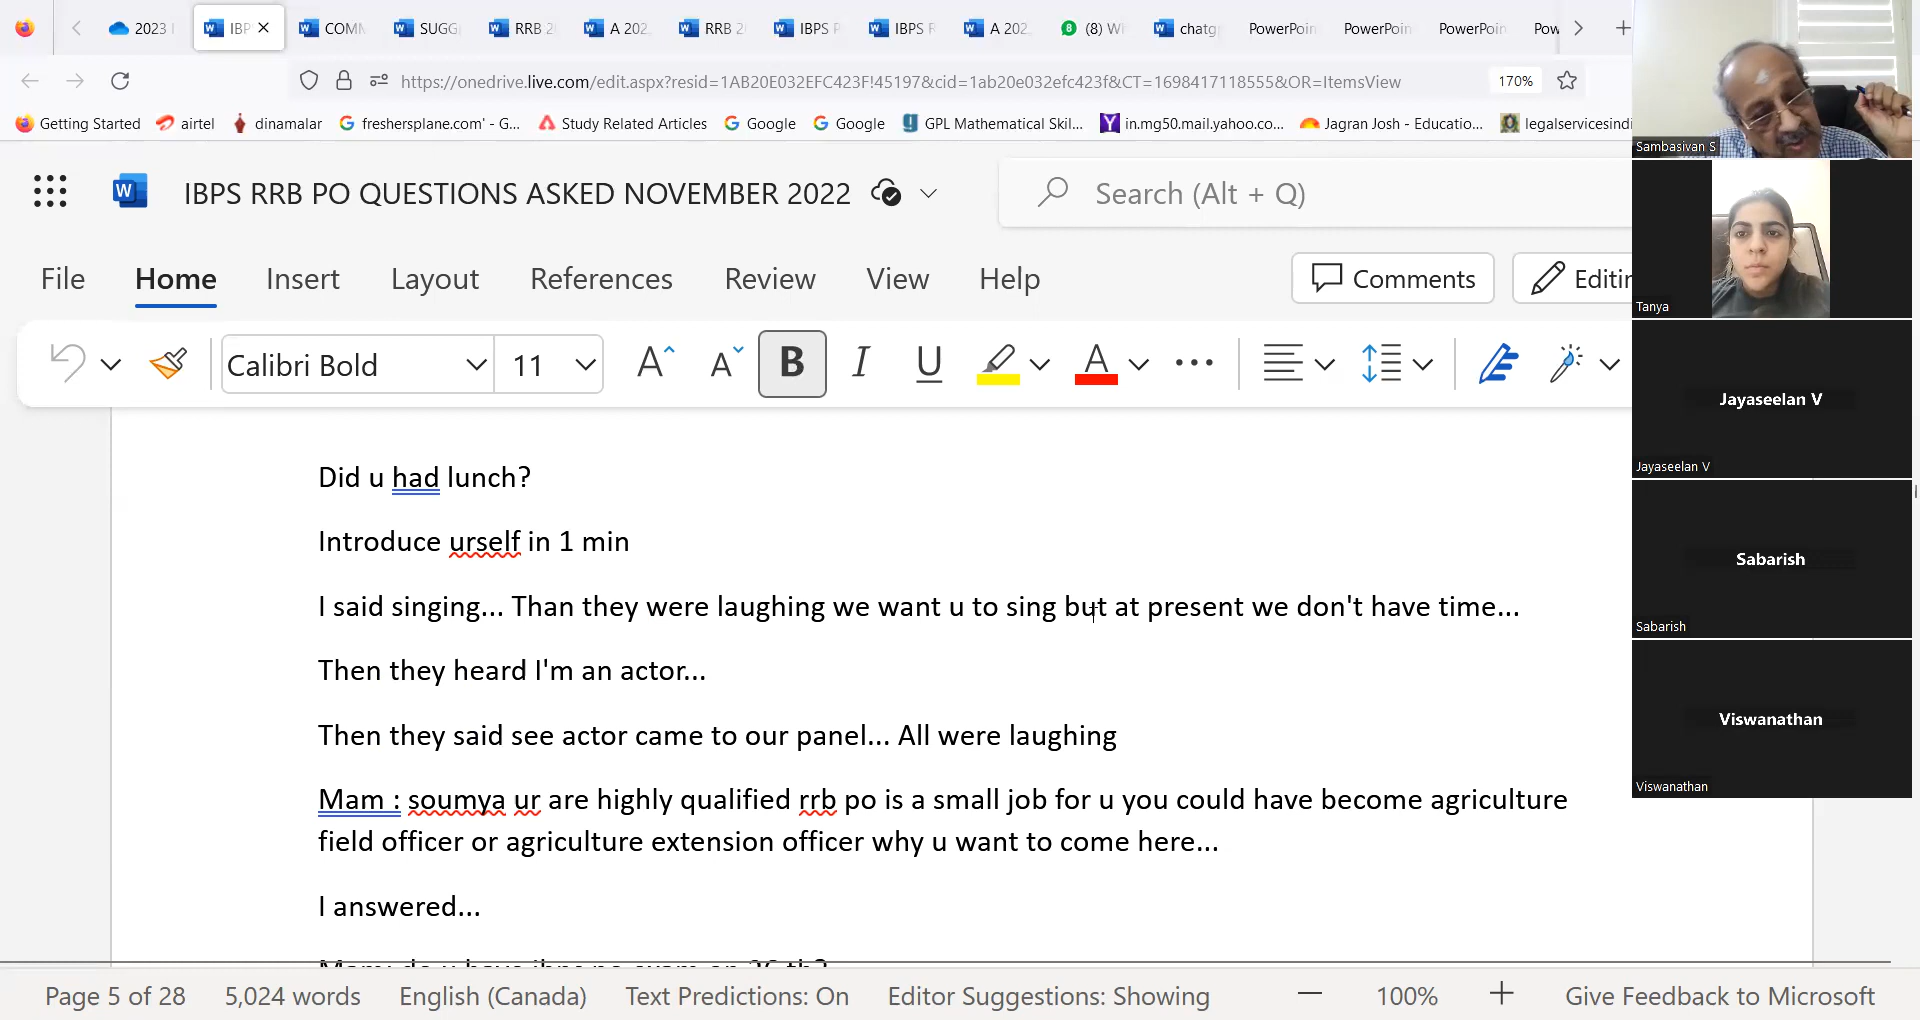 2023
IBP
COMM
SUGG
RRB 2
A 202
RRB 2
IBPS P
IBPS R
A 202
(8) W
chatg
PowerPoin
PowerPoin
PowerPoin
Pow
https://onedrive.live.com/edit.aspx?resid=1AB20E032EFC423F!45197&cid=1ab20e032efc423f&CT=1698417118555&OR=ItemsView
170%
Getting Started
airtel
dinamalar
freshersplane.com' - G...
Study Related Articles
Google
Google
GPL Mathematical Skil...
in.mg50.mail.yahoo.co...
Jagran Josh - Educatio...
legalservicesindi
IBPS RRB PO QUESTIONS ASKED NOVEMBER 2022
Search (Alt + Q)
File Home Insert Layout References Review View Help
Comments
Editin
Calibri Bold
11
Did u had lunch?
Introduce urself in 1 min
I said singing... Than they were laughing we want u to sing but at present we don't have time...
Then they heard I'm an actor...
Then they said see actor came to our panel... All were laughing
Mam : soumya ur are highly qualified rrb po is a small job for u you could have become agriculture
field officer or agriculture extension officer why u want to come here...
I answered...
Page 5 of 28
5,024 words
English (Canada)
Text Predictions: On
Editor Suggestions: Showing
100%
Give Feedback to Microsoft
Sambasivan S
Tanya
Jayaseelan V
Jayaseelan V
Sabarish
Sabarish
Viswanathan
Viswanathan